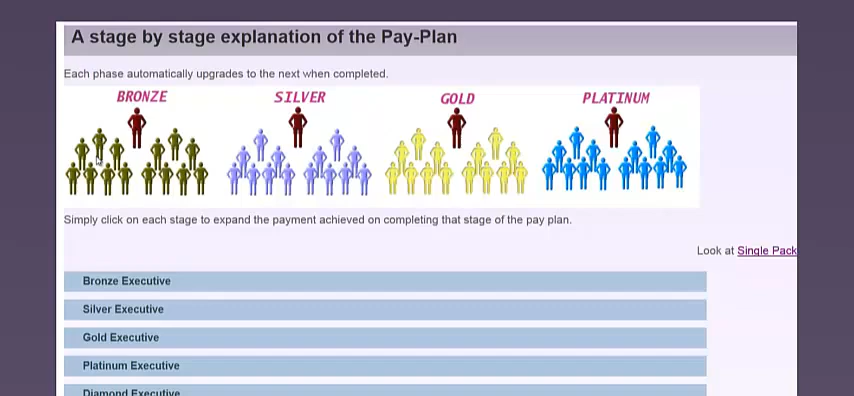 A stage by stage explanation of the Pay-Plan
Each phase automatically upgrades to the next when completed.
BRONZE SILVER GOLD PLATINUM
Simply click on each stage to expand the payment achieved on completing that stage of the pay plan.
Look at Single Pack
Bronze Executive
Silver Executive
Gold Executive
Platinum Executive
Diamond Executive